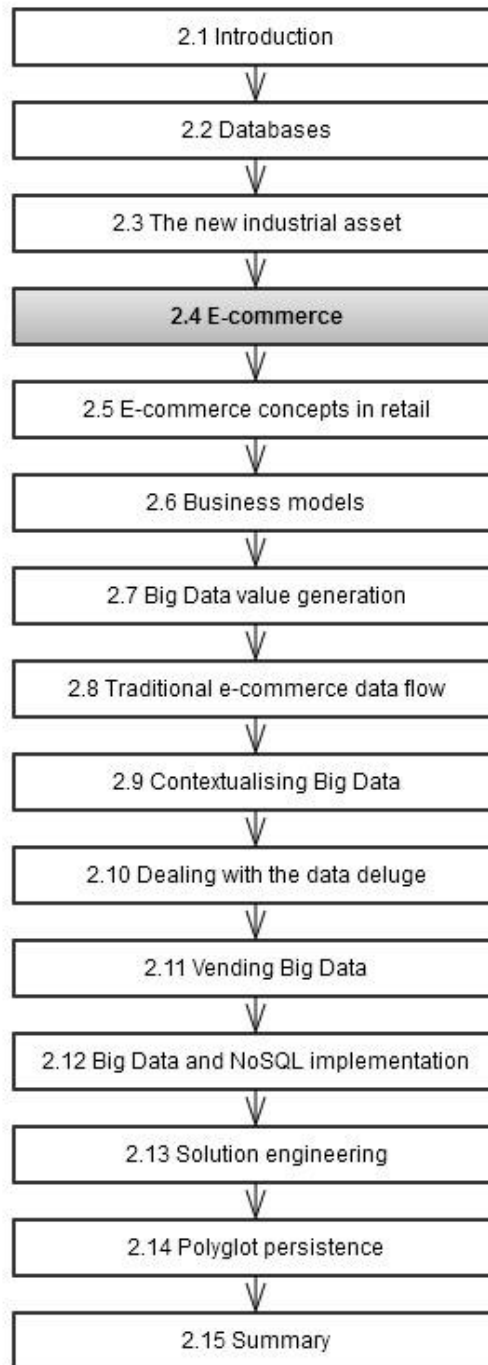 2.1 Introduction
2.2 Databases
2.3 The new industrial asset
2.4 E-commerce
2.5 E-commerce concepts in retail
2.6 Business models
2.7 Big Data value generation
2.8 Traditional e-commerce data flow
2.9 Contextualising Big Data
2.10 Dealing with the data deluge
2.11 Vending Big Data
2.12 Big Data and NoSQL implementation
2.13 Solution engineering
2.14 Polyglot persistence
2.15 Summary